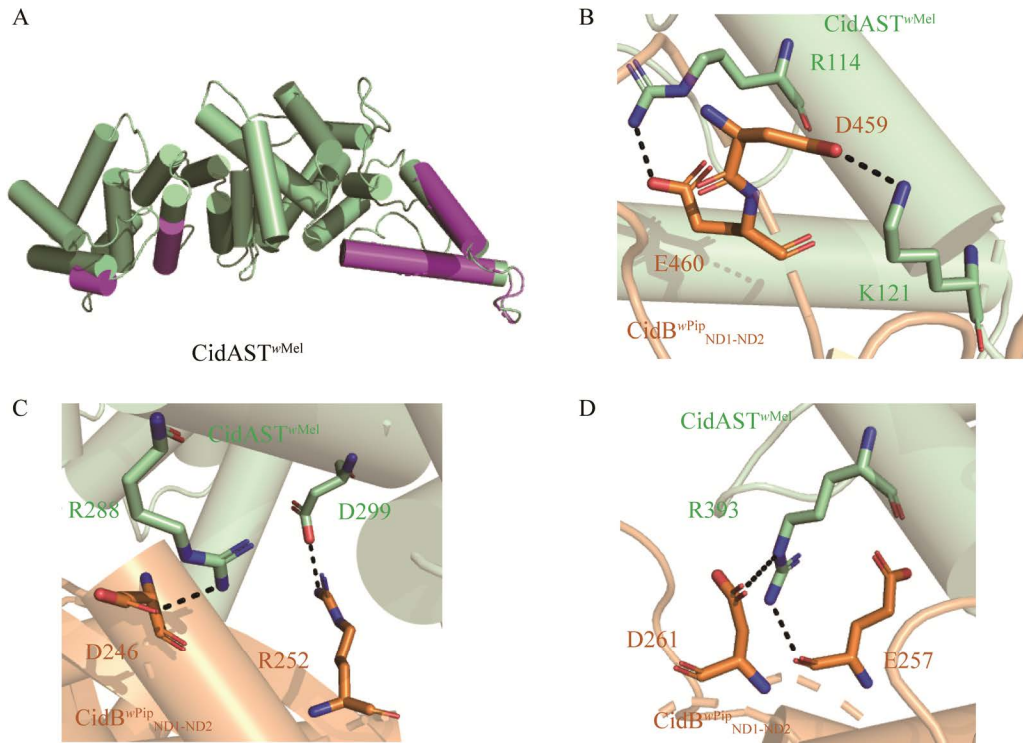 A
CidAST^wMel
B
CidAST^wMel
R114
D459
E460
K121
CidB^wPip_ND1-ND2
C
CidAST^wMel
R288
D299
D246
R252
CidB^wPip_ND1-ND2
D
CidAST^wMel
R393
D261
E257
CidB^wPip_ND1-ND2